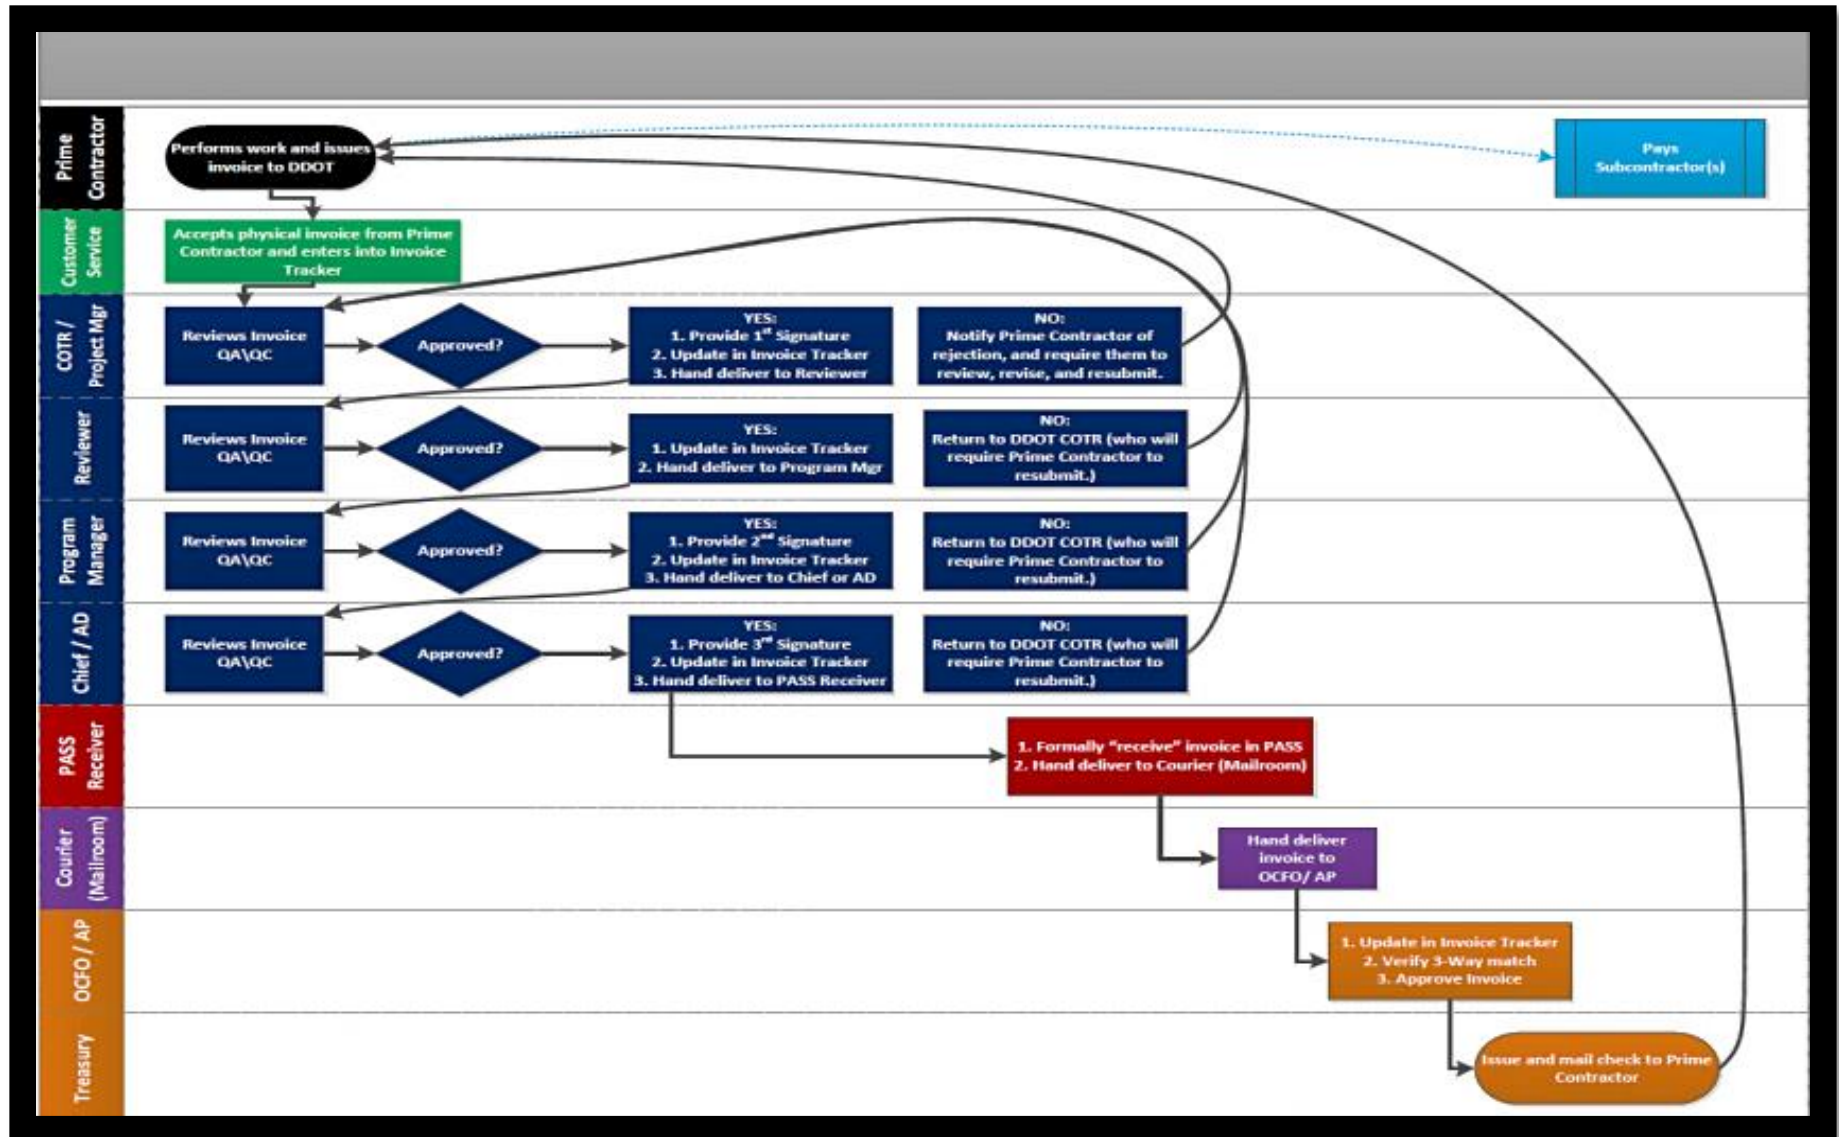 Prime
Contractor
Performs work and issues
invoice to DDOT
Pays
Subcontractor(s)
Customer
Service
Accepts physical invoice from Prime
Contractor and enters into Invoice
Tracker
COTR /
Project Mgr
Reviews Invoice
QA\QC
Approved?
YES:
1. Provide 1st Signature
2. Update in Invoice Tracker
3. Hand deliver to Reviewer
NO:
Notify Prime Contractor of
rejection, and require them to
review, revise, and resubmit.
Reviewer
Reviews Invoice
QA\QC
Approved?
YES:
1. Update in Invoice Tracker
2. Hand deliver to Program Mgr
NO:
Return to DDOT COTR (who will
require Prime Contractor to
resubmit.)
Program
Manager
Reviews Invoice
QA\QC
Approved?
YES:
1. Provide 2nd Signature
2. Update in Invoice Tracker
3. Hand deliver to Chief or AD
NO:
Return to DDOT COTR (who will
require Prime Contractor to
resubmit.)
Chief / AD
Reviews Invoice
QA\QC
Approved?
YES:
1. Provide 3rd Signature
2. Update in Invoice Tracker
3. Hand deliver to PASS Receiver
NO:
Return to DDOT COTR (who will
require Prime Contractor to
resubmit.)
PASS
Receiver
1. Formally "receive" invoice in PASS
2. Hand deliver to Courier (Mailroom)
Courier
(Mailroom)
Hand deliver
invoice to
OCFO/ AP
OCFO / AP
1. Update in Invoice Tracker
2. Verify 3-Way match
3. Approve Invoice
Treasury
Issue and mail check to Prime
Contractor